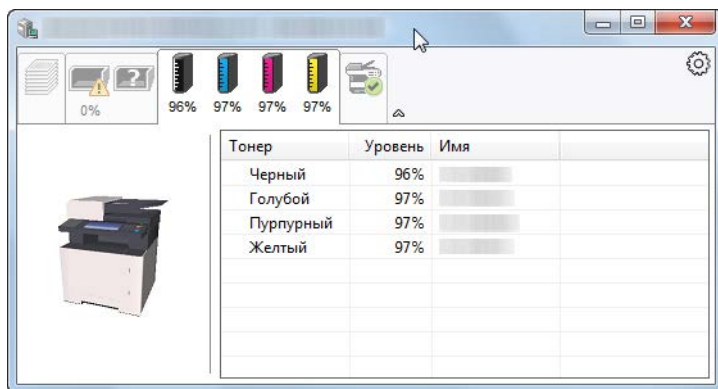 0%
96% 97% 97% 97%
Тонер Уровень Имя
Черный 96%
Голубой 97%
Пурпурный 97%
Желтый 97%